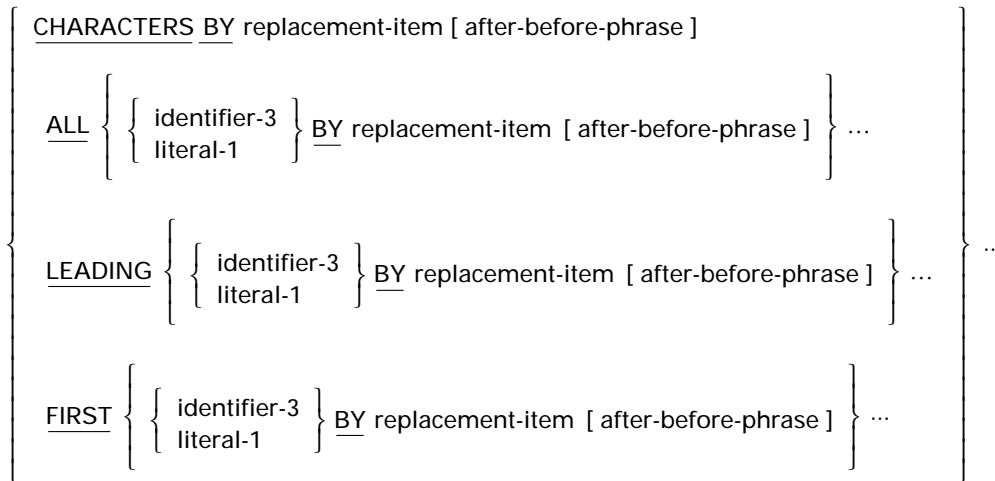 CHARACTERS BY replacement-item [ after-before-phrase ]
ALL { { identifier-3
literal-1 } BY replacement-item [ after-before-phrase ] } ...
LEADING { { identifier-3
literal-1 } BY replacement-item [ after-before-phrase ] } ...
..
FIRST { { identifier-3
literal-1 } BY replacement-item [ after-before-phrase ] } ...